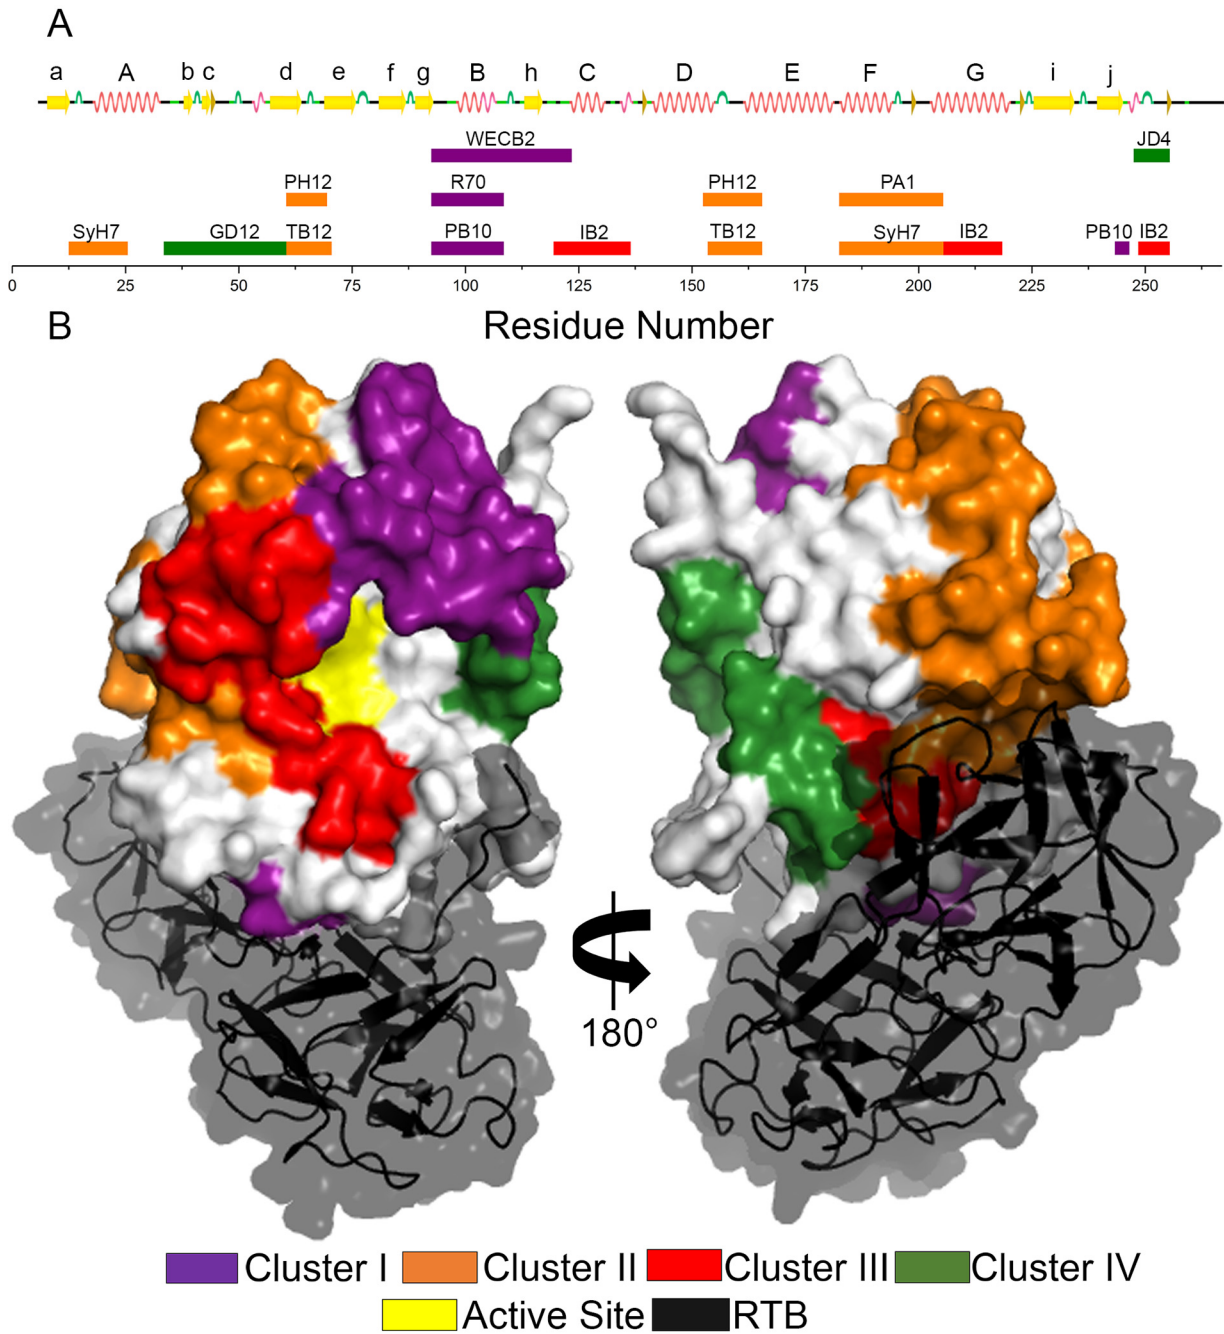 A
a A b c d e f g B h C D E F G i j
WECB2 JD4
PH12 R70 PH12 PA1
SyH7 GD12 TB12 PB10 IB2 TB12 SyH7 IB2 PB10 IB2
0 25 50 75 100 125 150 175 200 225 250
B Residue Number
180°
Cluster I Cluster II Cluster III Cluster IV
Active Site RTB